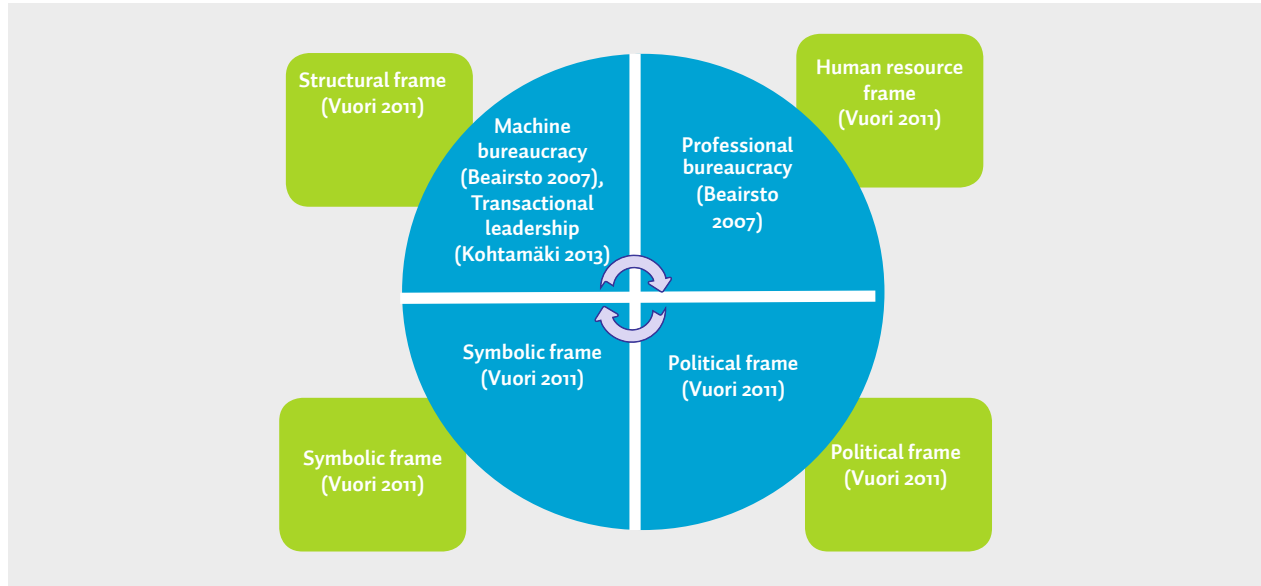 Structural frame
(Vuori 2011)
Human resource
frame
(Vuori 2011)
Machine
bureaucracy
(Beairsto 2007),
Transactional
leadership
(Kohtamäki 2013)
Professional
bureaucracy
(Beairsto
2007)
Symbolic frame
(Vuori 2011)
Political frame
(Vuori 2011)
Symbolic frame
(Vuori 2011)
Political frame
(Vuori 2011)